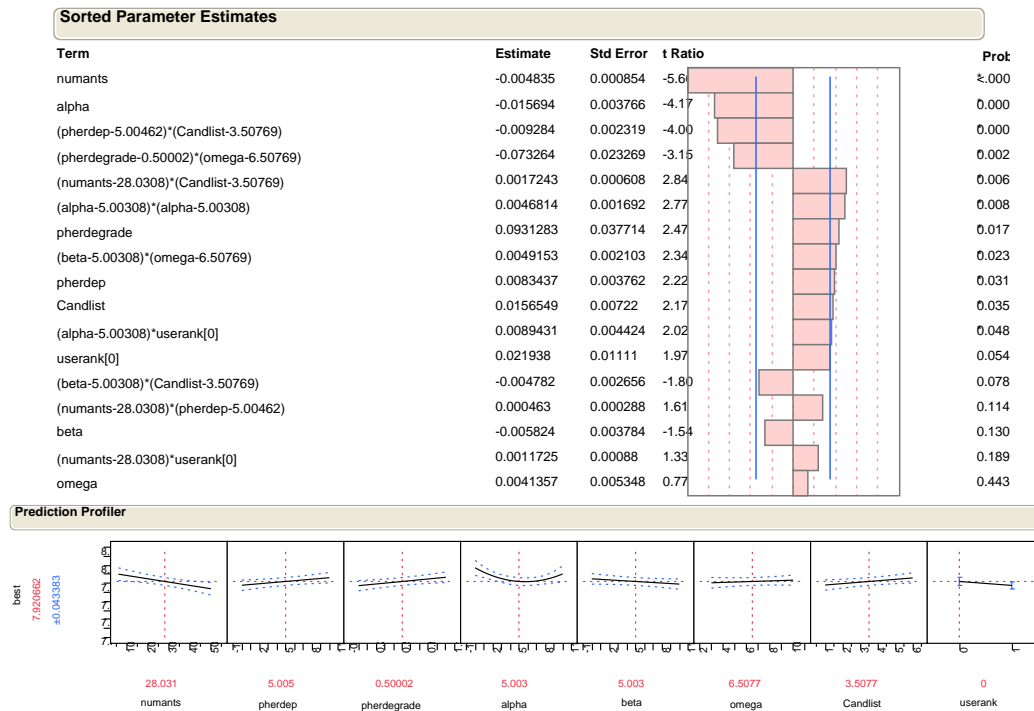 Sorted Parameter Estimates
Term Estimate Std Error t Ratio
numants -0.004835 0.000854
alpha -0.015694 0.003766 -4.17 0.000
(pherdep-5.00462)*(Candlist-3.50769) -0.009284 0.002319 -4.00 0.000
(pherdegrade-0.50002)*(omega-6.50769) -0.073264 0.023269 -3.15 0.002
(numants-28.0308)*(Candlist-3.50769) 0.0017243 0.000608 2.84 0.006
(alpha-5.00308)*(alpha-5.00308) 0.0046814 0.001692 2.77 0.008
pherdegrade 0.0931283 0.037714 2.47 0.017
(beta-5.00308)*(omega-6.50769) 0.0049153 0.002103 2.34 0.023
pherdep 0.0083437 0.003762 2.22 0.031
Candlist 0.0156549 0.00722 2.17 0.035
(alpha-5.00308)*userank[0] 0.0089431 0.004424 2.02 0.048
userank[0] 0.021938 0.01111 1.97 0.054
(beta-5.00308)*(Candlist-3.50769) -0.004782 0.002656 -1.80 0.078
(numants-28.0308)*(pherdep-5.00462) 0.000463 0.000288 1.61 0.114
beta -0.005824 0.003784 -1.54 0.130
(numants-28.0308)*userank[0] 0.0011725 0.00088 1.33 0.189
omega 0.0041357 0.005348 0.77 0.443
Prediction Profiler
best
7.920662
±0.043383
28.031 5.005 0.50002 5.003 5.003 6.5077 3.5077 0
numants pherdep pherdegrade alpha beta omega Candlist userank